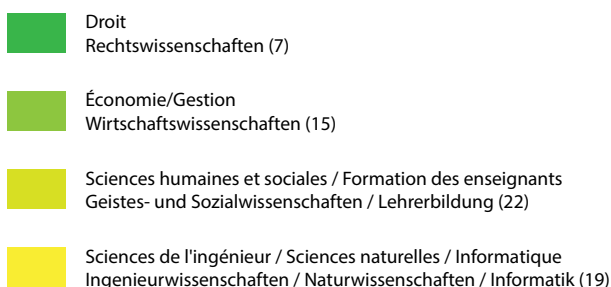 Droit
Rechtswissenschaften (7)
Économie/Gestion
Wirtschaftswissenschaften (15)
Sciences humaines et sociales / Formation des enseignants
Geistes- und Sozialwissenschaften / Lehrerbildung (22)
Sciences de l'ingénieur / Sciences naturelles / Informatique
Ingenieurwissenschaften / Naturwissenschaften / Informatik (19)